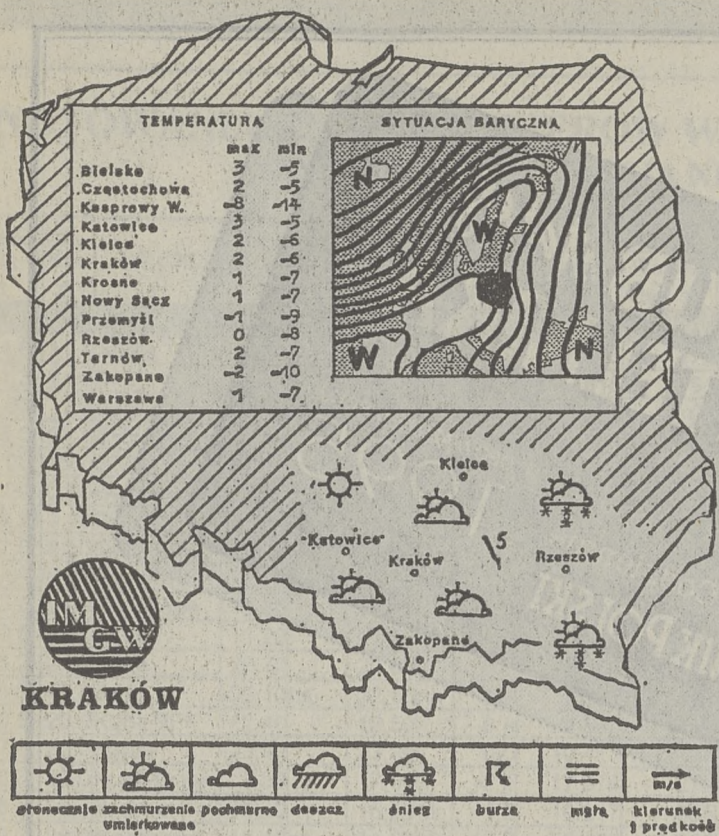 TEMPERATURA
max min
Bielsko 3 -5
Częstochowa 2 -5
Kasprowy W. -8 -14
Katowice 3 -5
Kielce 2 -6
Kraków 2 -6
Krosno 1 -7
Nowy Sącz 1 -7
Przemyśl -1 -9
Rzeszów 0 -8
Tarnów 2 -7
Zakopane -2 -10
Warszawa 1 -7
SYTUACJA BARYCZNA
N
W
W
N
Kielce
Katowice
Kraków
5
Rzeszów
Zakopane
IM
GW
KRAKÓW
m/s
słonecznie zachmurzenie umiarkowane pochmurno deszcz śnieg burza mgła kierunek i prędkość